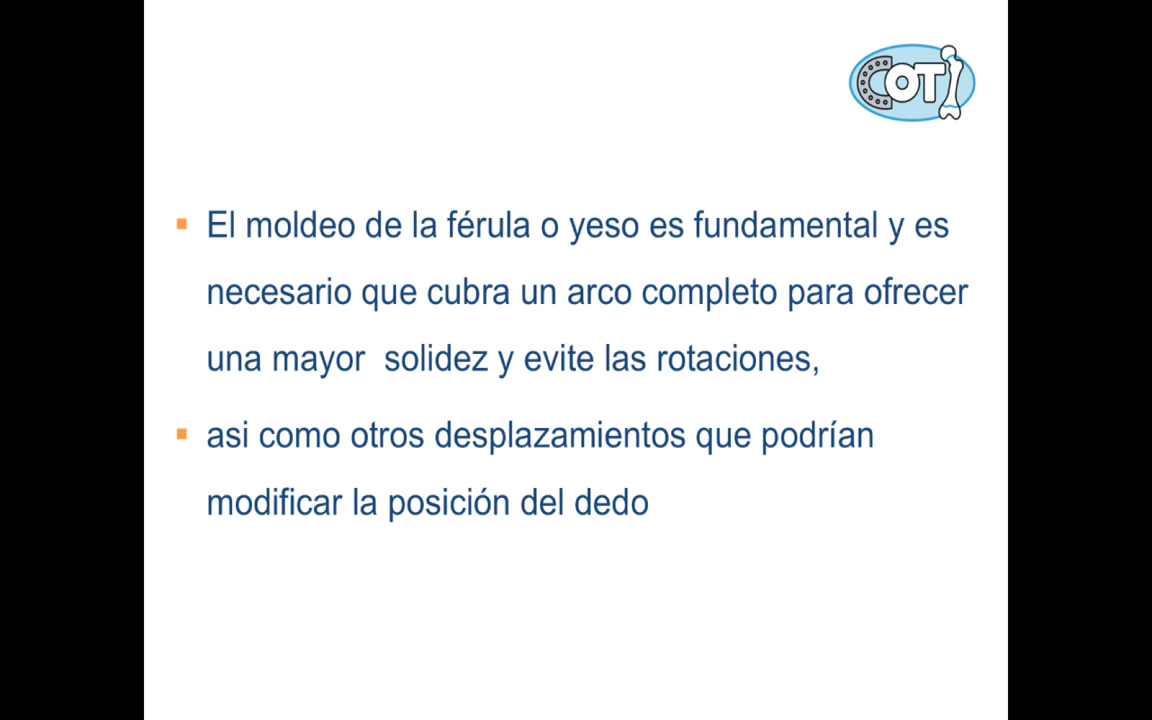 COTI
El moldeo de la férula o yeso es fundamental y es
necesario que cubra un arco completo para ofrecer
una mayor  solidez y evite las rotaciones,
asi como otros desplazamientos que podrían
modificar la posición del dedo